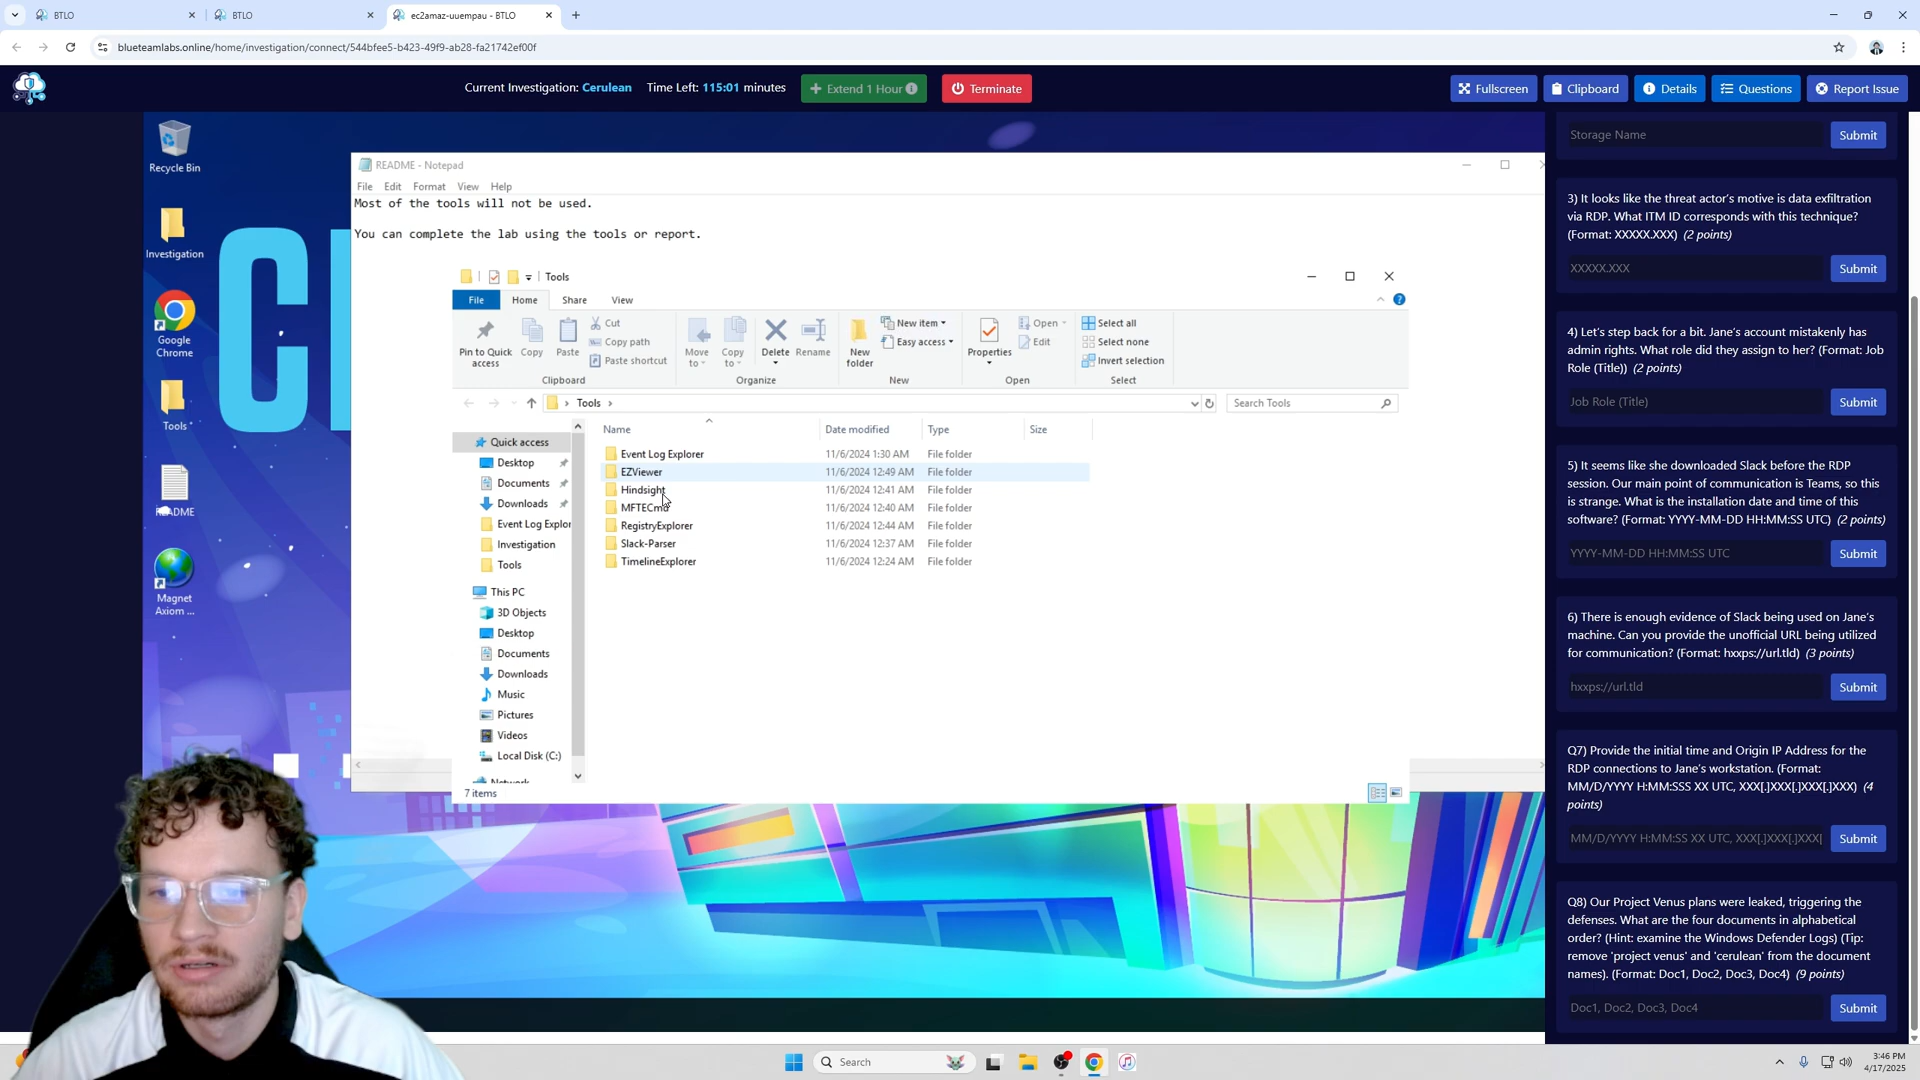 BTLO
BTLO
ec2amaz-uuempau - BTLO
blueteamlabs.online/home/investigation/connect/544bfee5-b423-49f9-ab28-fa21742ef00f
Current Investigation: Cerulean
Time Left: 115:01 minutes
Extend 1 Hour
Terminate
Fullscreen
Clipboard
Details
Questions
Report Issue
Recycle Bin
Investigation
Google
Chrome
Tools
README
Magnet
Axiom ...
README - Notepad
File Edit Format View Help
Most of the tools will not be used.
You can complete the lab using the tools or report.
Tools
File Home Share View
Pin to Quick
access
Copy
Paste
Cut
Copy path
Paste shortcut
Clipboard
Move
to
Copy
to
Delete
Rename
Organize
New
folder
New item
Easy access
New
Properties
Open
Edit
Open
Select all
Select none
Invert selection
Select
Tools
Search Tools
Name Date modified Type Size
Event Log Explorer 11/6/2024 1:30 AM File folder
EZViewer 11/6/2024 12:49 AM File folder
Hindsight 11/6/2024 12:41 AM File folder
MFTECmd 11/6/2024 12:40 AM File folder
RegistryExplorer 11/6/2024 12:44 AM File folder
Slack-Parser 11/6/2024 12:37 AM File folder
TimelineExplorer 11/6/2024 12:24 AM File folder
Quick access
Desktop
Documents
Downloads
Event Log Explor
Investigation
Tools
This PC
3D Objects
Desktop
Documents
Downloads
Music
Pictures
Videos
Local Disk (C:)
Network
7 items
Storage Name
Submit
3) It looks like the threat actor's motive is data exfiltration
via RDP. What ITM ID corresponds with this technique?
(Format: XXXXX.XXX) (2 points)
XXXXX.XXX
Submit
4) Let's step back for a bit. Jane's account mistakenly has
admin rights. What role did they assign to her? (Format: Job
Role (Title)) (2 points)
Job Role (Title)
Submit
5) It seems like she downloaded Slack before the RDP
session. Our main point of communication is Teams, so this
is strange. What is the installation date and time of this
software? (Format: YYYY-MM-DD HH:MM:SS UTC) (2 points)
YYYY-MM-DD HH:MM:SS UTC
Submit
6) There is enough evidence of Slack being used on Jane's
machine. Can you provide the unofficial URL being utilized
for communication? (Format: hxxps://url.tld) (3 points)
hxxps://url.tld
Submit
Q7) Provide the initial time and Origin IP Address for the
RDP connections to Jane's workstation. (Format:
MM/D/YYYY H:MM:SSS XX UTC, XXX[.]XXX[.]XXX[.]XXX) (4
points)
MM/D/YYYY H:MM:SS XX UTC, XXX[.]XXX[.]XXX[
Submit
Q8) Our Project Venus plans were leaked, triggering the
defenses. What are the four documents in alphabetical
order? (Hint: examine the Windows Defender Logs) (Tip:
remove 'project venus' and 'cerulean' from the document
names). (Format: Doc1, Doc2, Doc3, Doc4) (9 points)
Doc1, Doc2, Doc3, Doc4
Submit
Search
3:46 PM
4/17/2025